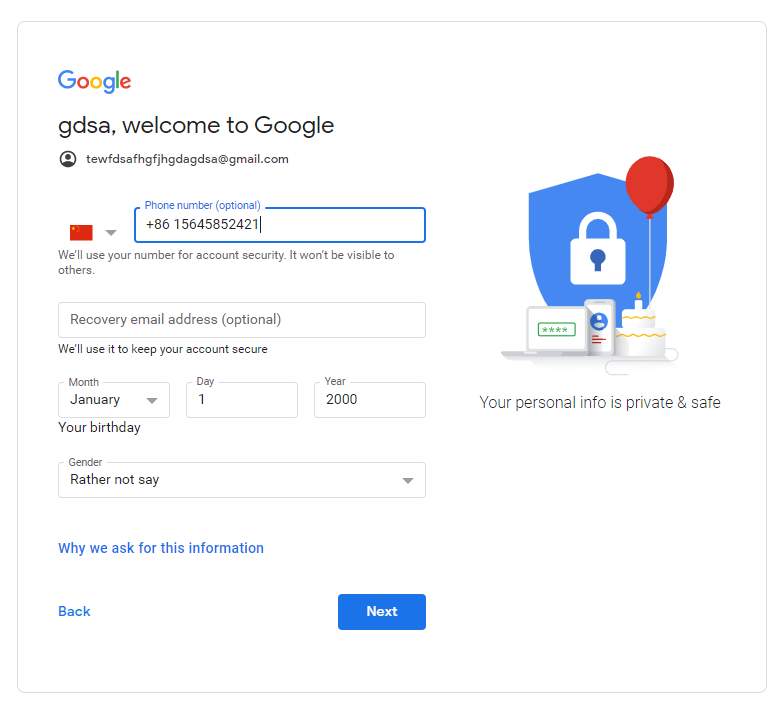 Google
gdsa, welcome to Google
tewfdsafhgfjhgdagdsa@gmail.com
Phone number (optional)
+86 15645852421
We'll use your number for account security. It won't be visible to
others.
Recovery email address (optional)
We'll use it to keep your account secure
Month Day Year
January 1 2000
Your birthday
Gender
Rather not say
Why we ask for this information
Back Next
****
Your personal info is private & safe